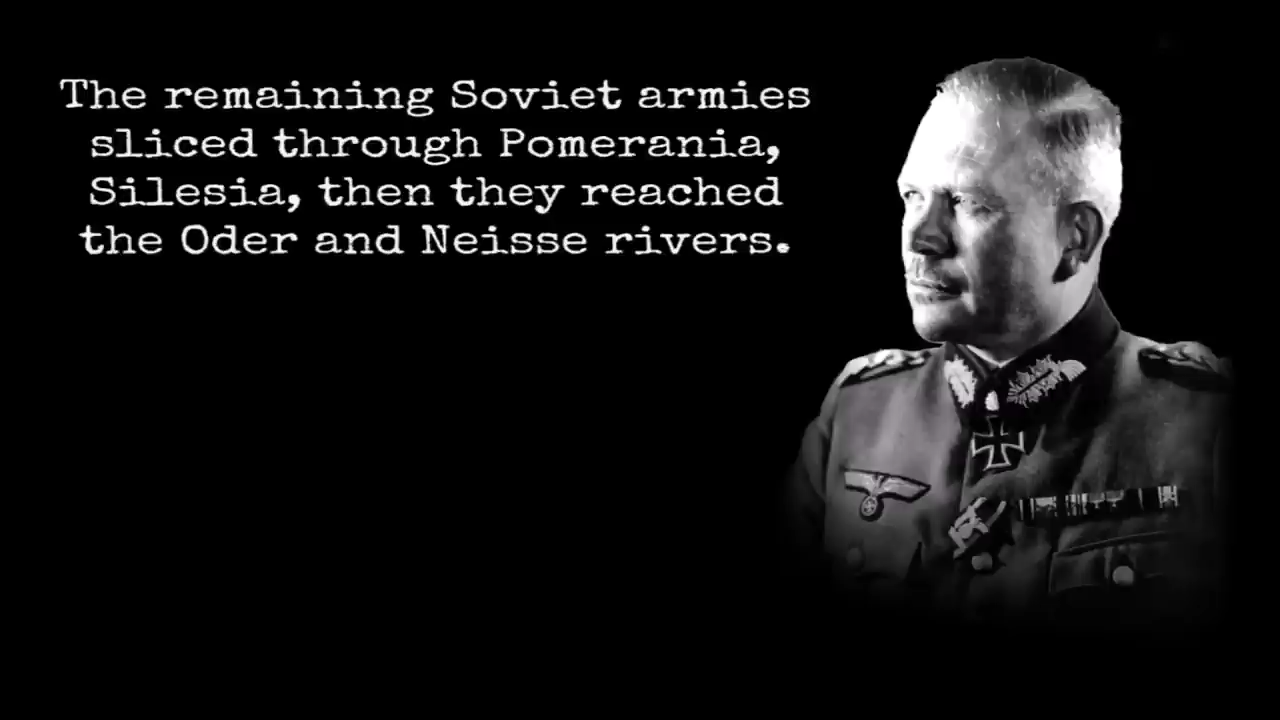 The remaining Soviet armies
sliced through Pomerania,
Silesia, then they reached
the Oder and Neisse rivers.